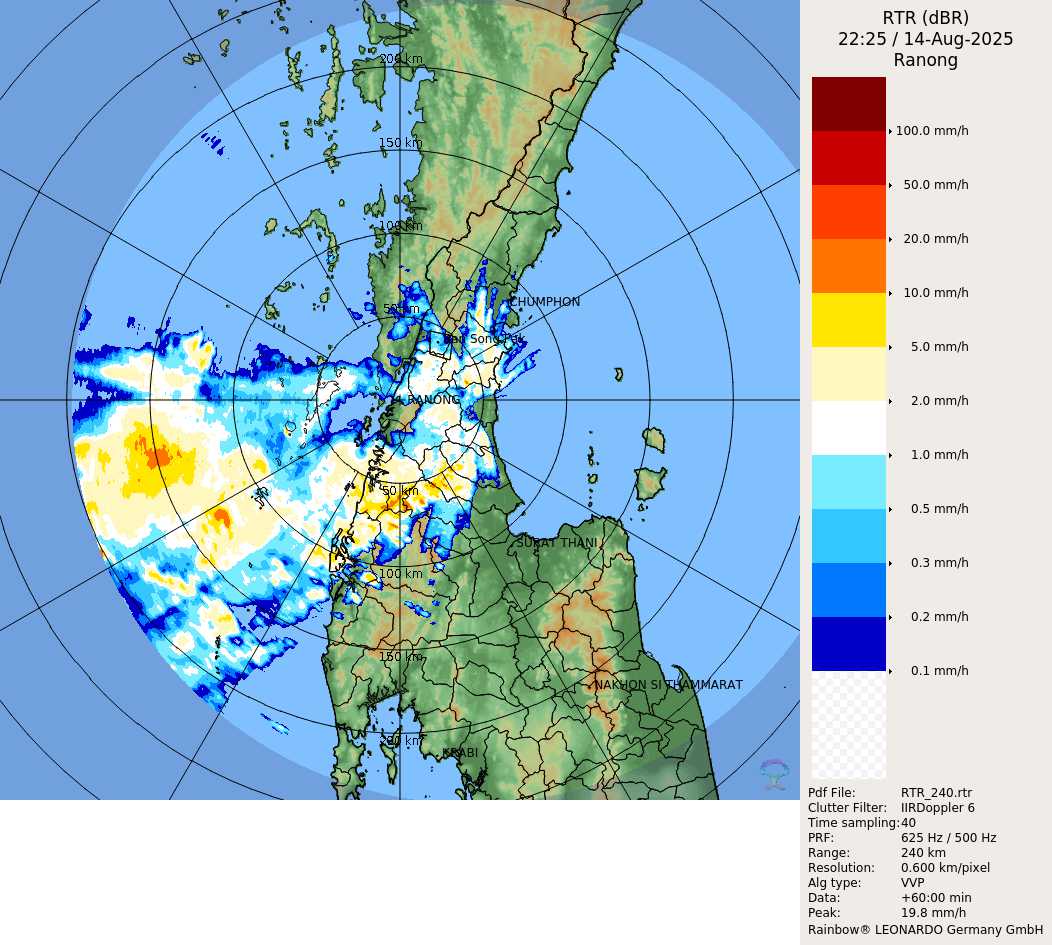 RTR (dBR)
22:25 / 14-Aug-2025
Ranong
200 km
150 km
100 km
50 km
CHUMPHON
Ban Song Pak
RANONG
50 km
SURAT THANI
100 km
150 km
NAKHON SI THAMMARAT
200 km
KRABI
100.0 mm/h
50.0 mm/h
20.0 mm/h
10.0 mm/h
5.0 mm/h
2.0 mm/h
1.0 mm/h
0.5 mm/h
0.3 mm/h
0.2 mm/h
0.1 mm/h
Pdf File: RTR_240.rtr
Clutter Filter: IIRDoppler 6
Time sampling:40
PRF: 625 Hz / 500 Hz
Range: 240 km
Resolution: 0.600 km/pixel
Alg type: VVP
Data: +60:00 min
Peak: 19.8 mm/h
Rainbow® LEONARDO Germany GmbH